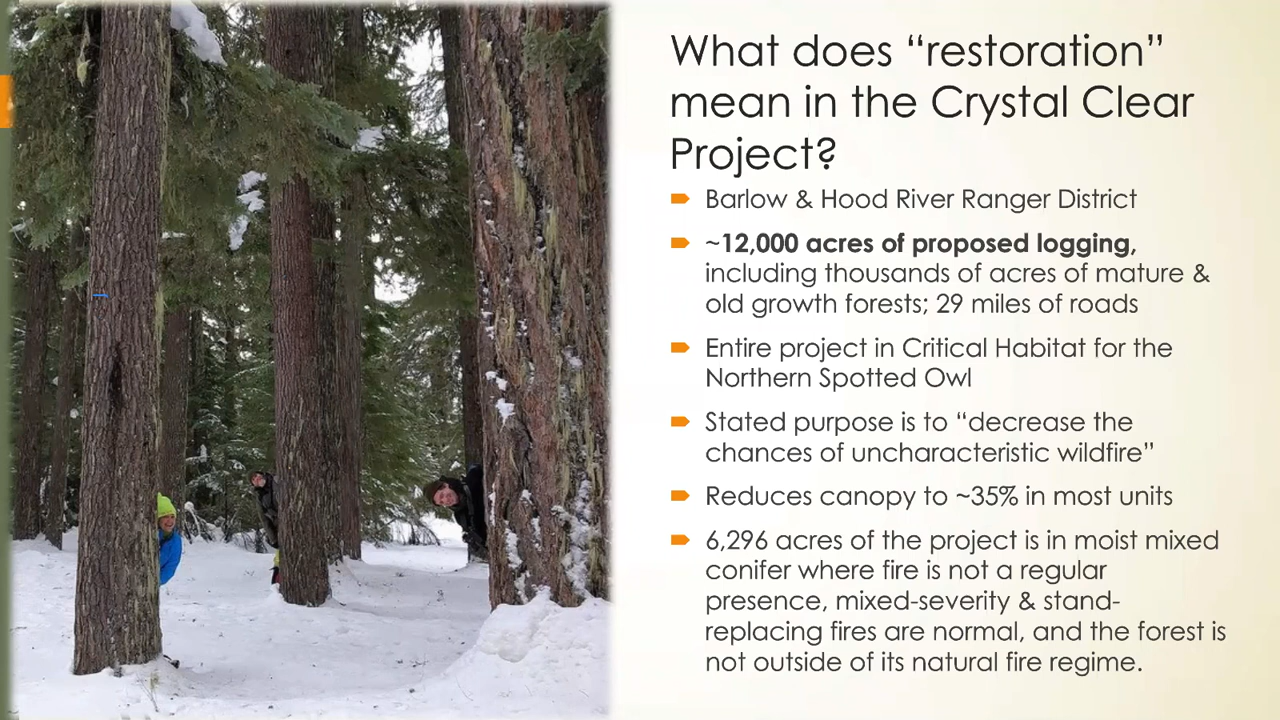 What does “restoration”
mean in the Crystal Clear
Project?
Barlow & Hood River Ranger District
~12,000 acres of proposed logging,
including thousands of acres of mature &
old growth forests; 29 miles of roads
Entire project in Critical Habitat for the
Northern Spotted Owl
Stated purpose is to “decrease the
chances of uncharacteristic wildfire”
Reduces canopy to ~35% in most units
6,296 acres of the project is in moist mixed
conifer where fire is not a regular
presence, mixed-severity & stand-
replacing fires are normal, and the forest is
not outside of its natural fire regime.